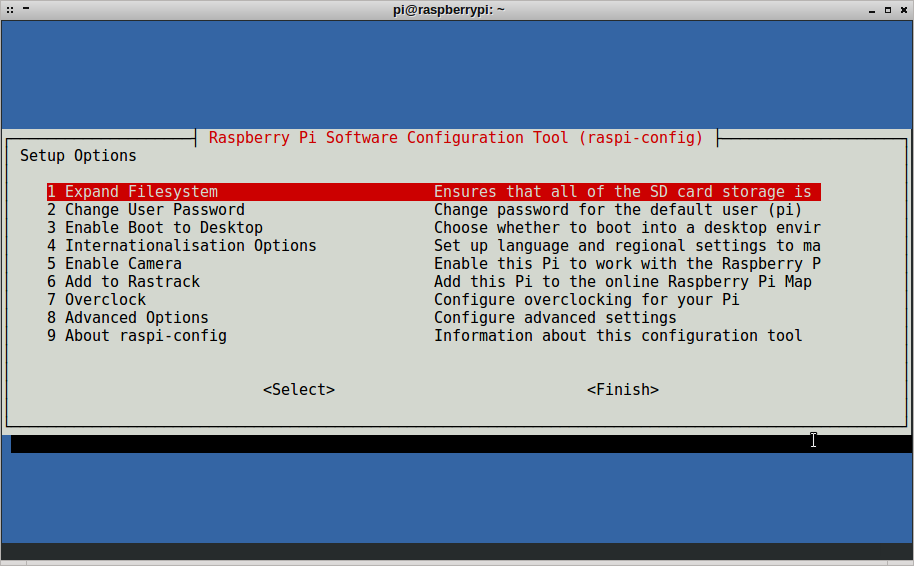 pi@raspberrypi: ~
Raspberry Pi Software Configuration Tool (raspi-config)
Setup Options
1 Expand Filesystem Ensures that all of the SD card storage is
2 Change User Password Change password for the default user (pi)
3 Enable Boot to Desktop Choose whether to boot into a desktop envir
4 Internationalisation Options Set up language and regional settings to ma
5 Enable Camera Enable this Pi to work with the Raspberry P
6 Add to Rastrack Add this Pi to the online Raspberry Pi Map
7 Overclock Configure overclocking for your Pi
8 Advanced Options Configure advanced settings
9 About raspi-config Information about this configuration tool
<Select> <Finish>